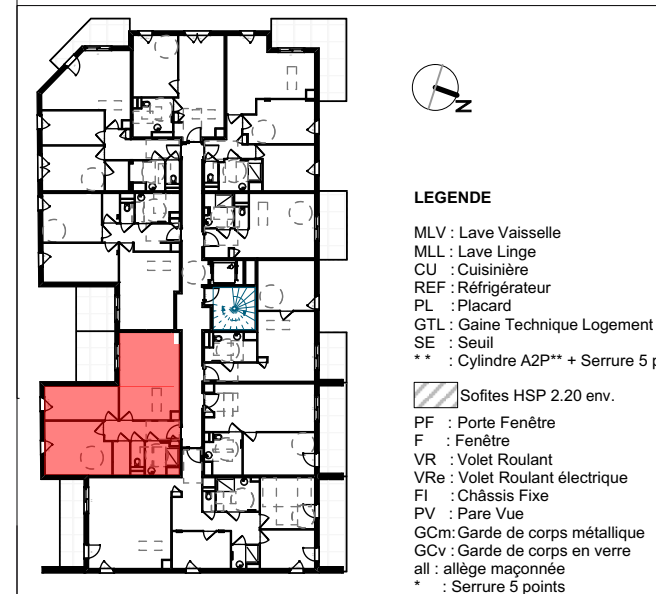 N
LEGENDE
MLV : Lave Vaisselle
MLL : Lave Linge
CU : Cuisinière
REF : Réfrigérateur
PL : Placard
GTL : Gaine Technique Logement
SE : Seuil
* * : Cylindre A2P** + Serrure 5 p
Sofites HSP 2.20 env.
PF : Porte Fenêtre
F : Fenêtre
VR : Volet Roulant
VRe : Volet Roulant électrique
FI : Châssis Fixe
PV : Pare Vue
GCm: Garde de corps métallique
GCv : Garde de corps en verre
all : allège maçonnée
* : Serrure 5 points